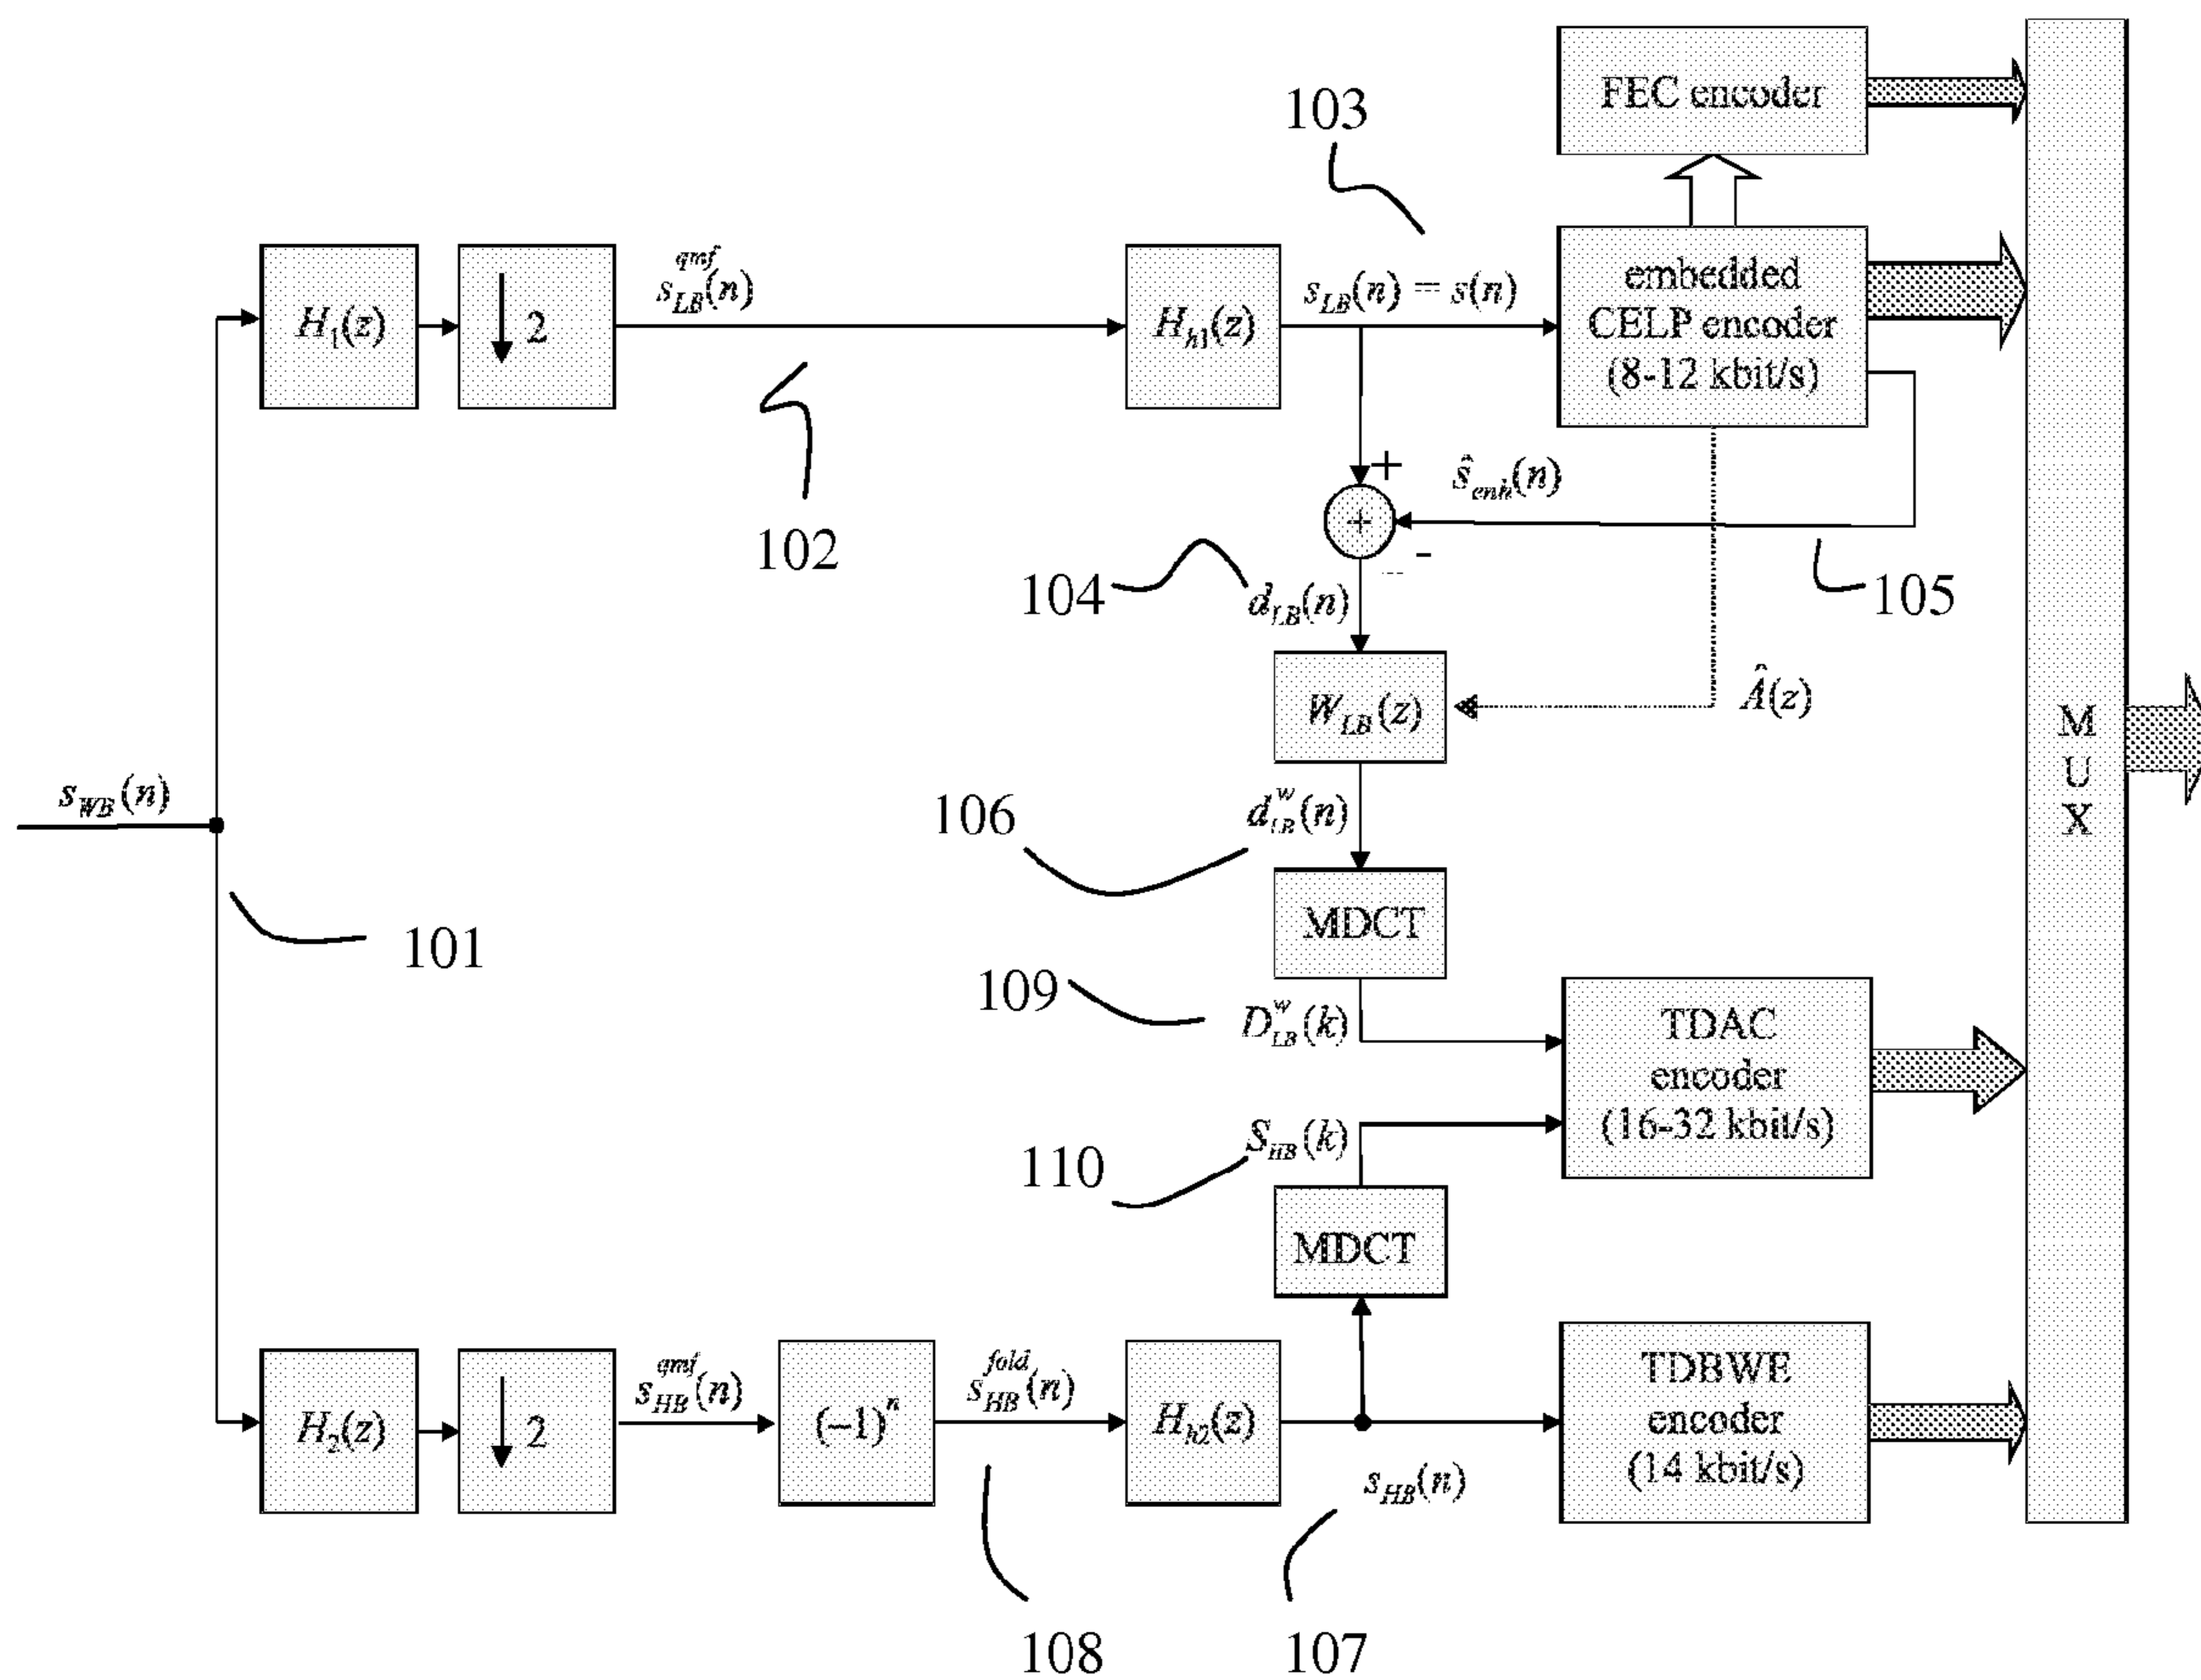 FEC encoder
103
H₁(z)
2
s_LB^qmf(n)
H_h1(z)
s_LB(n) = s(n)
embedded
CELP encoder
(8-12 kbit/s)
102
+
ŝ_enh(n)
+
-
104
d_LB(n)
105
W_LB(z)
Â(z)
M
U
X
s_WB(n)
106
d_LB^w(n)
101
MDCT
109
D_LB^w(k)
TDAC
encoder
(16-32 kbit/s)
S_HB(k)
110
MDCT
H₂(z)
2
s_HB^qmf(n)
(−1)ⁿ
s_HB^fold(n)
H_h2(z)
TDBWE
encoder
(14 kbit/s)
s_HB(n)
108
107